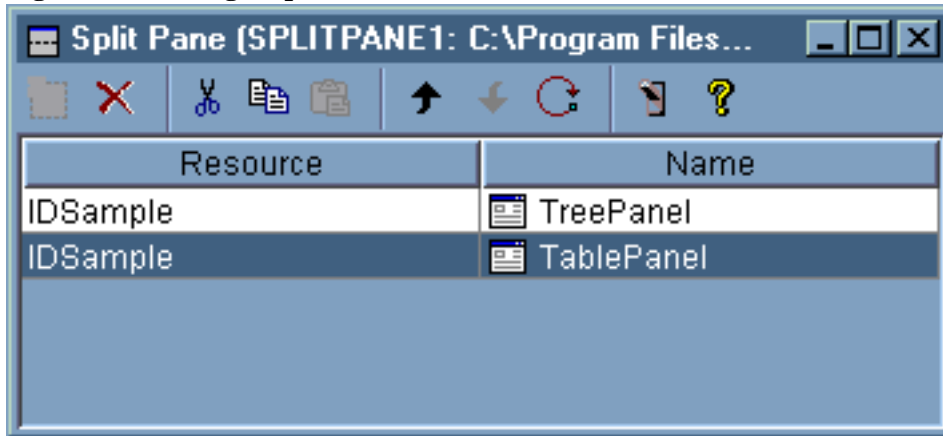 Split Pane (SPLITPANE1: C:\Program Files...
Resource Name
IDSample TreePanel
IDSample TablePanel